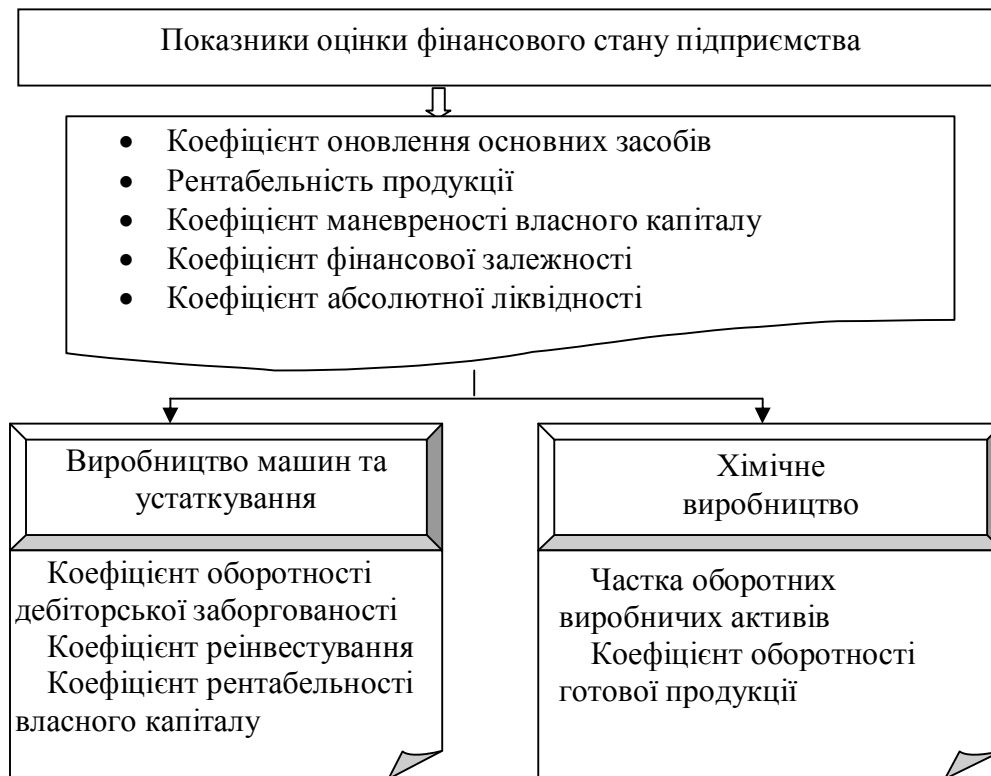 Показники оцінки фінансового стану підприємства
• Коефіцієнт оновлення основних засобів
• Рентабельність продукції
• Коефіцієнт маневреності власного капіталу
• Коефіцієнт фінансової залежності
• Коефіцієнт абсолютної ліквідності
Виробництво машин та
устаткування
Коефіцієнт оборотності
дебіторської заборгованості
Коефіцієнт реінвестування
Коефіцієнт рентабельності
власного капіталу
Хімічне
виробництво
Частка оборотних
виробничих активів
Коефіцієнт оборотності
готової продукції